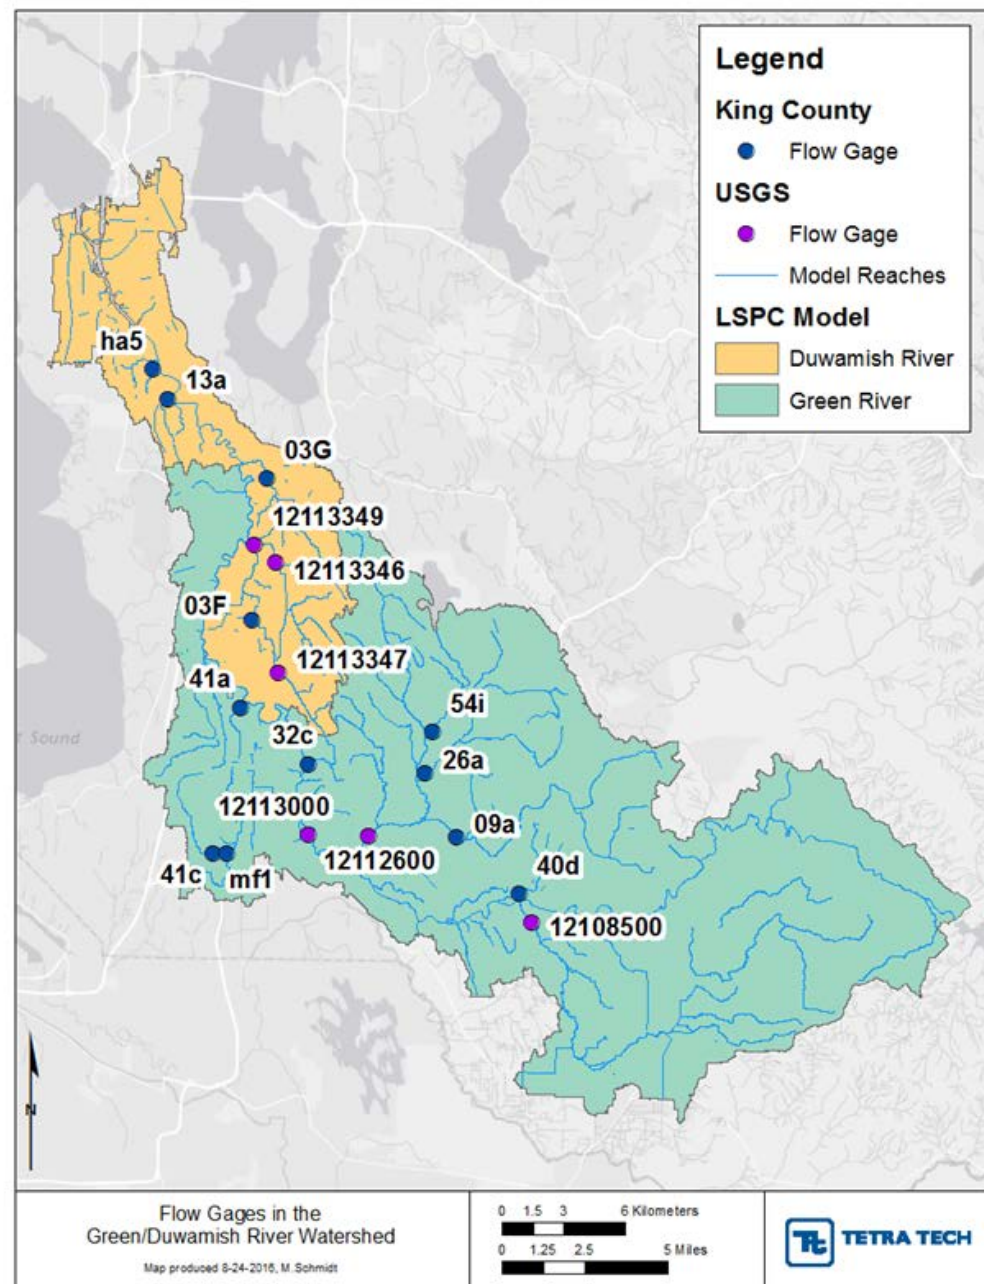 Legend
King County
Flow Gage
USGS
Flow Gage
Model Reaches
LSPC Model
Duwamish River
Green River
ha5
13a
03G
12113349
12113346
03F
12113347
41a
54i
32c
26a
12113000
09a
12112600
41c
mf1
40d
12108500
Sound
N
Flow Gages in the
Green/Duwamish River Watershed
Map produced 8-24-2016, M.Schmidt
0 1.5 3 6 Kilometers
0 1.25 2.5 5 Miles
Tt TETRA TECH